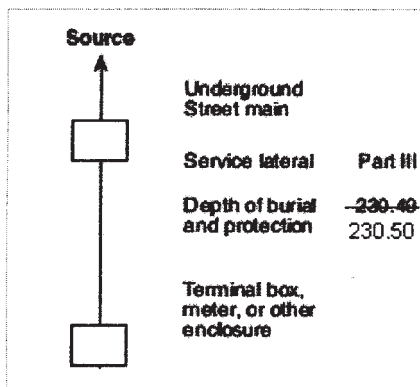 Source
Underground
Street main
Service lateral Part III
Depth of burial 230.49
and protection 230.50
Terminal box,
meter, or other
enclosure